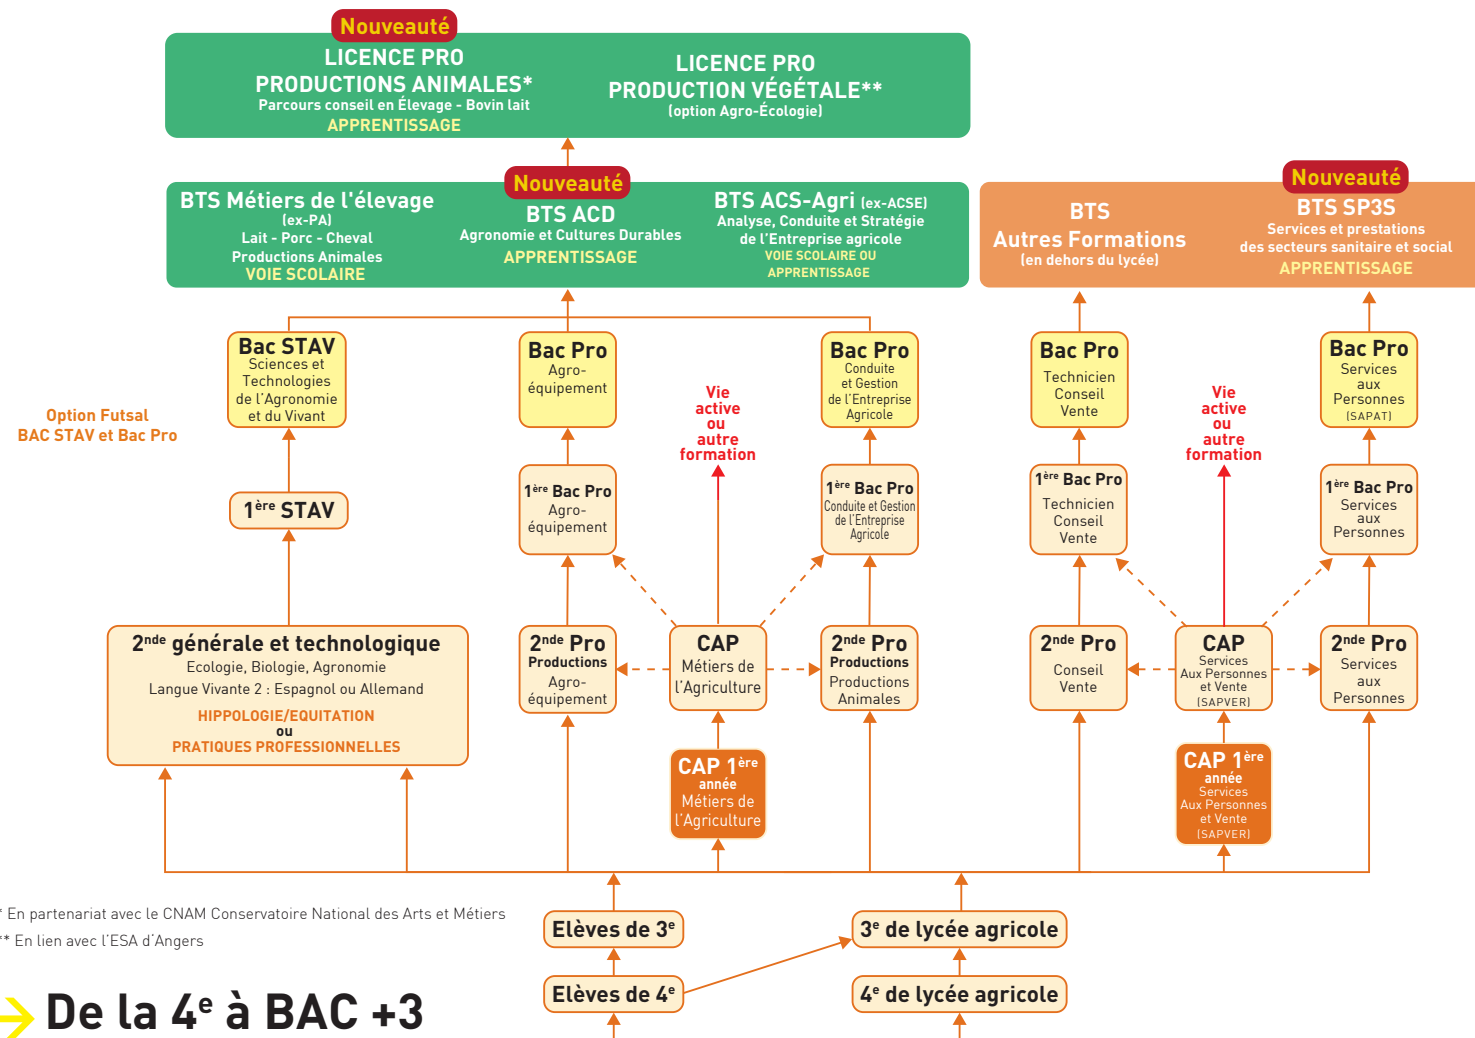 Nouveauté
LICENCE PRO
PRODUCTIONS ANIMALES*
Parcours conseil en Élevage - Bovin lait
APPRENTISSAGE
LICENCE PRO
PRODUCTION VÉGÉTALE**
(option Agro-Écologie)
BTS Métiers de l'élevage
(ex-PA)
Lait - Porc - Cheval
Productions Animales
VOIE SCOLAIRE
Nouveauté
BTS ACD
Agronomie et Cultures Durables
APPRENTISSAGE
BTS ACS-Agri (ex-ACSE)
Analyse, Conduite et Stratégie
de l'Entreprise agricole
VOIE SCOLAIRE OU
APPRENTISSAGE
BTS
Autres Formations
(en dehors du lycée)
Nouveauté
BTS SP3S
Services et prestations
des secteurs sanitaire et social
APPRENTISSAGE
Option Futsal
BAC STAV et Bac Pro
Bac STAV
Sciences et
Technologies
de l'Agronomie
et du Vivant
Bac Pro
Agro-
équipement
Vie
active
ou
autre
formation
Bac Pro
Conduite
et Gestion
de l'Entreprise
Agricole
Bac Pro
Technicien
Conseil
Vente
Vie
active
ou
autre
formation
Bac Pro
Services
aux
Personnes
(SAPAT)
1ère STAV
1ère Bac Pro
Agro-
équipement
1ère Bac Pro
Conduite et Gestion
de l'Entreprise
Agricole
1ère Bac Pro
Technicien
Conseil
Vente
1ère Bac Pro
Services
aux
Personnes
2nde générale et technologique
Ecologie, Biologie, Agronomie
Langue Vivante 2 : Espagnol ou Allemand
HIPPOLOGIE/EQUITATION
ou
PRATIQUES PROFESSIONNELLES
2nde Pro
Productions
Agro-
équipement
CAP
Métiers de
l'Agriculture
2nde Pro
Productions
Productions
Animales
2nde Pro
Conseil
Vente
CAP
Services
Aux Personnes
et Vente
(SAPVER)
2nde Pro
Services
aux
Personnes
CAP 1ère
année
Métiers de
l'Agriculture
CAP 1ère
année
Services
Aux Personnes
et Vente
(SAPVER)
* En partenariat avec le CNAM Conservatoire National des Arts et Métiers
** En lien avec l'ESA d'Angers
Elèves de 3e
3e de lycée agricole
Elèves de 4e
4e de lycée agricole
De la 4e à BAC +3